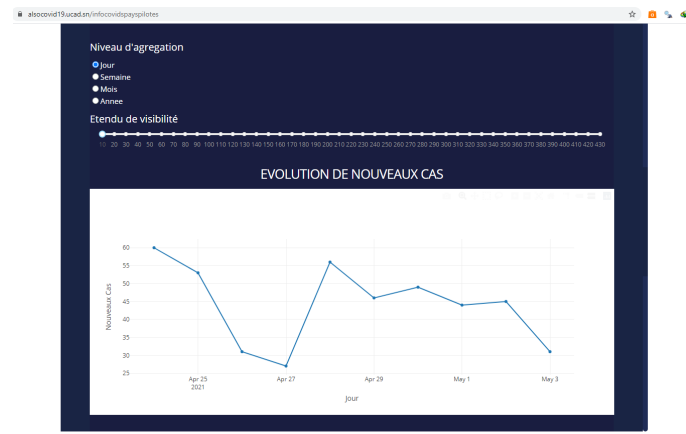 alsocovid19.ucad.sn/infocovidspayspilotes
Niveau d'agregation
Jour
Semaine
Mois
Annee
Etendu de visibilité
10 20 30 40 50 60 70 80 90 100 110 120 130 140 150 160 170 180 190 200 210 220 230 240 250 260 270 280 290 300 310 320 330 340 350 360 370 380 390 400 410 420 430
EVOLUTION DE NOUVEAUX CAS
60
55
50
45
40
35
30
25
Nouveaux Cas
Apr 25 Apr 27 Apr 29 May 1 May 3
2021
Jour